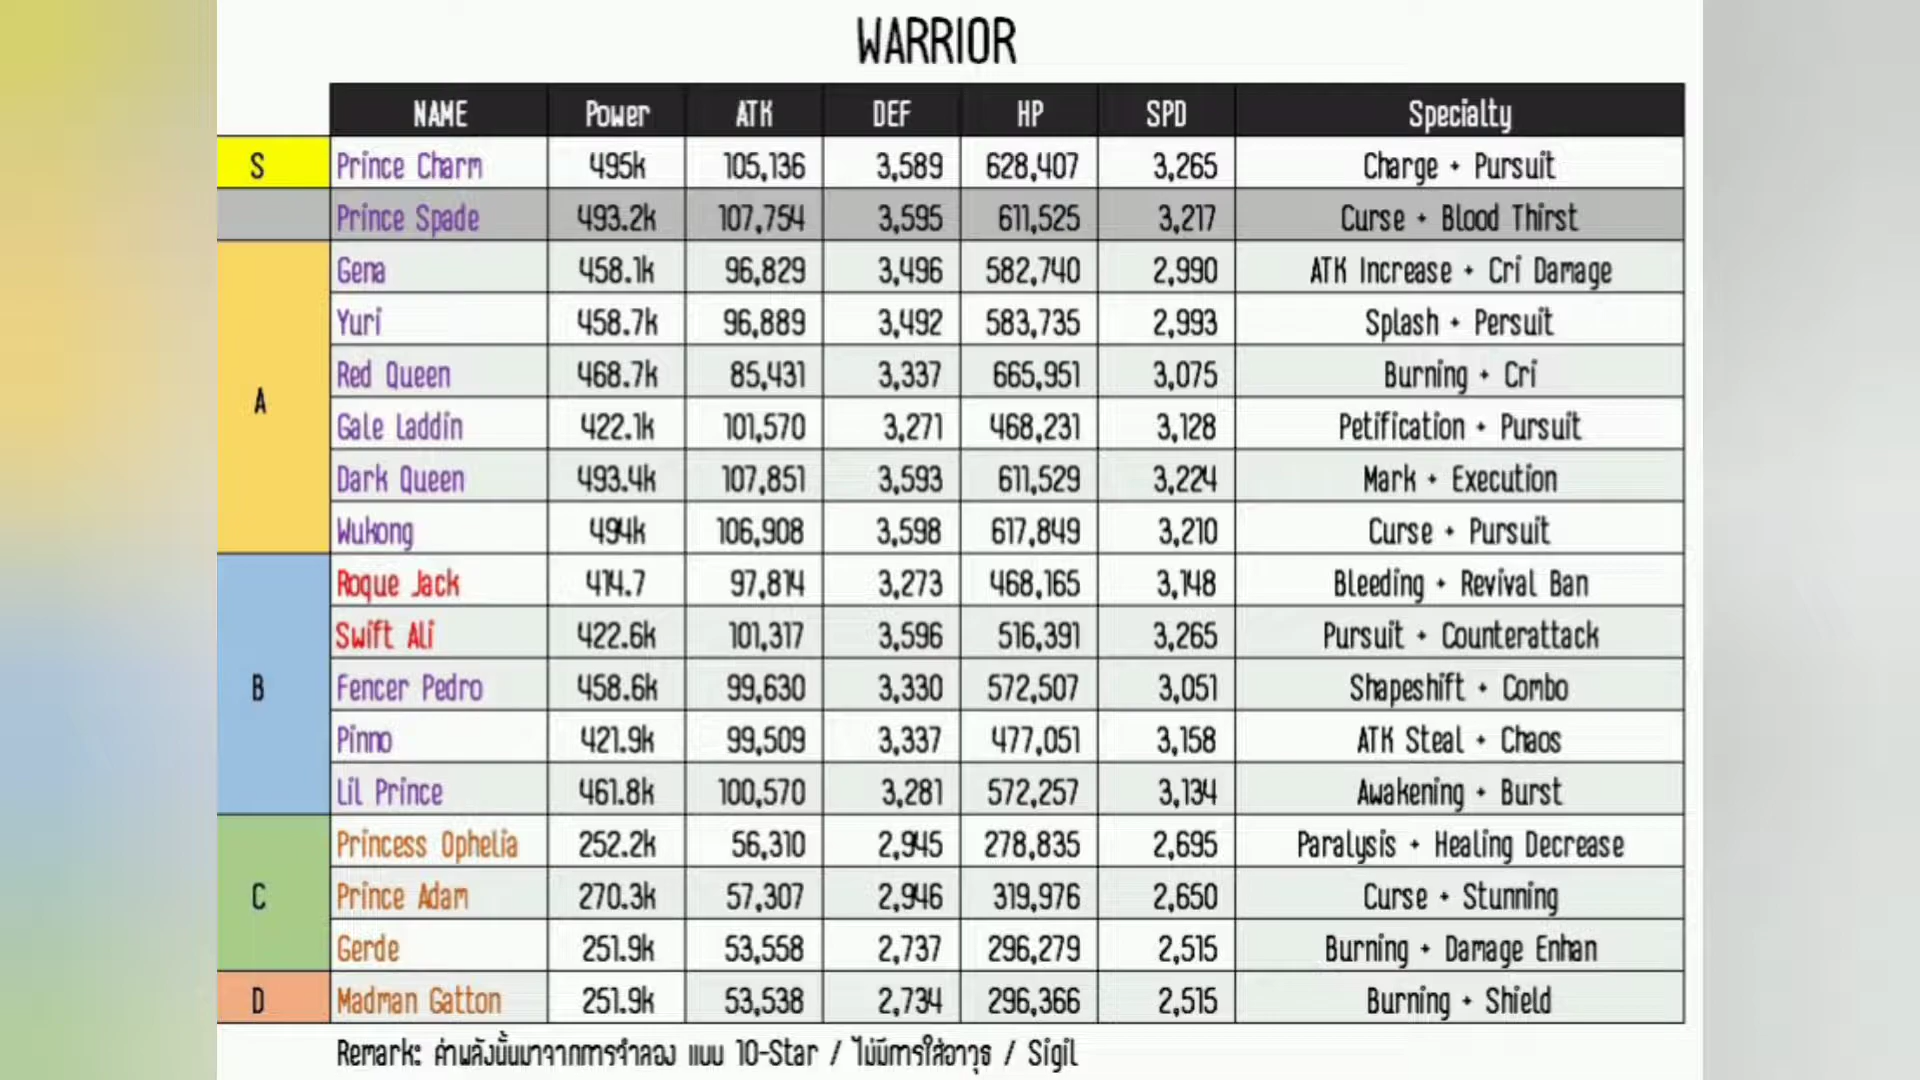 WARRIOR
NAME Power ATK DEF HP SPD Specialty
S Prince Charm 495k 105,136 3,589 628,407 3,265 Charge + Pursuit
Prince Spade 493.2k 107,754 3,595 611,525 3,217 Curse + Blood Thirst
A
Gena 458.1k 96,829 3,496 582,740 2,990 ATK Increase + Cri Damage
Yuri 458.7k 96,889 3,492 583,735 2,993 Splash + Persuit
Red Queen 468.7k 85,431 3,337 665,951 3,075 Burning + Cri
Gale Laddin 422.1k 101,570 3,271 468,231 3,128 Petification + Pursuit
Dark Queen 493.4k 107,851 3,593 611,529 3,224 Mark + Execution
Wukong 494k 106,908 3,598 617,849 3,210 Curse + Pursuit
B
Roque Jack 414.7 97,814 3,273 468,165 3,148 Bleeding + Revival Ban
Swift Ali 422.6k 101,317 3,596 516,391 3,265 Pursuit + Counterattack
Fencer Pedro 458.6k 99,630 3,330 572,507 3,051 Shapeshift + Combo
Pinno 421.9k 99,509 3,337 477,051 3,158 ATK Steal + Chaos
Lil Prince 461.8k 100,570 3,281 572,257 3,134 Awakening + Burst
C
Princess Ophelia 252.2k 56,310 2,945 278,835 2,695 Paralysis + Healing Decrease
Prince Adam 270.3k 57,307 2,946 319,976 2,650 Curse + Stunning
Gerde 251.9k 53,558 2,737 296,279 2,515 Burning + Damage Enhan
D Madman Gatton 251.9k 53,538 2,734 296,366 2,515 Burning + Shield
Remark: ค่าพลังนั้นมาจากการจำลอง แบบ 10-Star / ไม่มีการใส่อาวุธ / Sigil